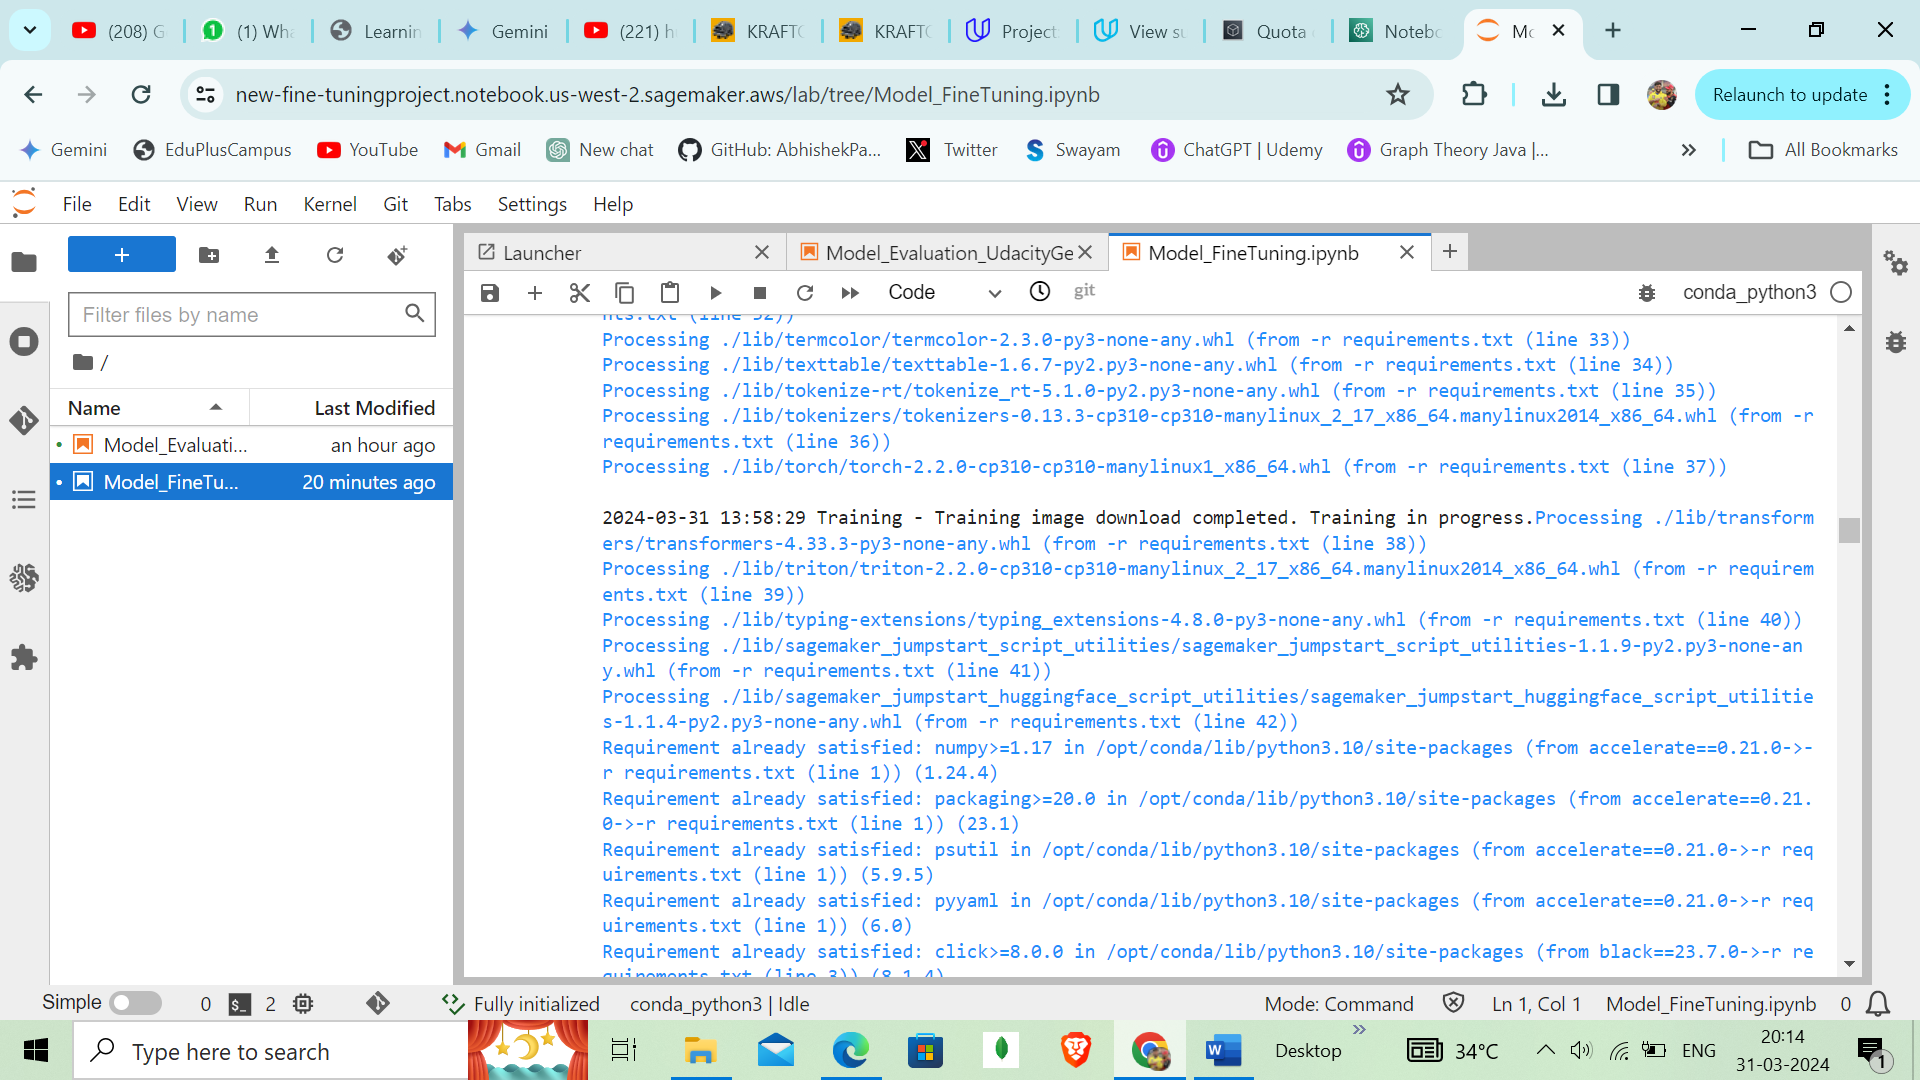 (208) G
(1) Wha
Learnin
Gemini
(221) h
KRAFTO
KRAFTO
Project
View su
Quota
Notebo
Mo
new-fine-tuningproject.notebook.us-west-2.sagemaker.aws/lab/tree/Model_FineTuning.ipynb
Relaunch to update
Gemini
EduPlusCampus
YouTube
Gmail
New chat
GitHub: AbhishekPa...
Twitter
Swayam
ChatGPT | Udemy
Graph Theory Java |...
All Bookmarks
File Edit View Run Kernel Git Tabs Settings Help
Filter files by name
/
Name
Last Modified
Model_Evaluati...
an hour ago
Model_FineTu...
20 minutes ago
Launcher
Model_Evaluation_UdacityGe
Model_FineTuning.ipynb
Code
git
conda_python3
nts.txt (line 32))
Processing ./lib/termcolor/termcolor-2.3.0-py3-none-any.whl (from -r requirements.txt (line 33))
Processing ./lib/texttable/texttable-1.6.7-py2.py3-none-any.whl (from -r requirements.txt (line 34))
Processing ./lib/tokenize-rt/tokenize_rt-5.1.0-py2.py3-none-any.whl (from -r requirements.txt (line 35))
Processing ./lib/tokenizers/tokenizers-0.13.3-cp310-cp310-manylinux_2_17_x86_64.manylinux2014_x86_64.whl (from -r
requirements.txt (line 36))
Processing ./lib/torch/torch-2.2.0-cp310-cp310-manylinux1_x86_64.whl (from -r requirements.txt (line 37))
2024-03-31 13:58:29 Training - Training image download completed. Training in progress.Processing ./lib/transform
ers/transformers-4.33.3-py3-none-any.whl (from -r requirements.txt (line 38))
Processing ./lib/triton/triton-2.2.0-cp310-cp310-manylinux_2_17_x86_64.manylinux2014_x86_64.whl (from -r requirem
ents.txt (line 39))
Processing ./lib/typing-extensions/typing_extensions-4.8.0-py3-none-any.whl (from -r requirements.txt (line 40))
Processing ./lib/sagemaker_jumpstart_script_utilities/sagemaker_jumpstart_script_utilities-1.1.9-py2.py3-none-an
y.whl (from -r requirements.txt (line 41))
Processing ./lib/sagemaker_jumpstart_huggingface_script_utilities/sagemaker_jumpstart_huggingface_script_utilitie
s-1.1.4-py2.py3-none-any.whl (from -r requirements.txt (line 42))
Requirement already satisfied: numpy>=1.17 in /opt/conda/lib/python3.10/site-packages (from accelerate==0.21.0->-
r requirements.txt (line 1)) (1.24.4)
Requirement already satisfied: packaging>=20.0 in /opt/conda/lib/python3.10/site-packages (from accelerate==0.21.
0->-r requirements.txt (line 1)) (23.1)
Requirement already satisfied: psutil in /opt/conda/lib/python3.10/site-packages (from accelerate==0.21.0->-r req
uirements.txt (line 1)) (5.9.5)
Requirement already satisfied: pyyaml in /opt/conda/lib/python3.10/site-packages (from accelerate==0.21.0->-r req
uirements.txt (line 1)) (6.0)
Requirement already satisfied: click>=8.0.0 in /opt/conda/lib/python3.10/site-packages (from black==23.7.0->-r re
quirements.txt (line 3)) (8.1.4)
Simple
0
2
Fully initialized
conda_python3 | Idle
Mode: Command
Ln 1, Col 1
Model_FineTuning.ipynb
0
Type here to search
Desktop
34°C
ENG
20:14
31-03-2024
1